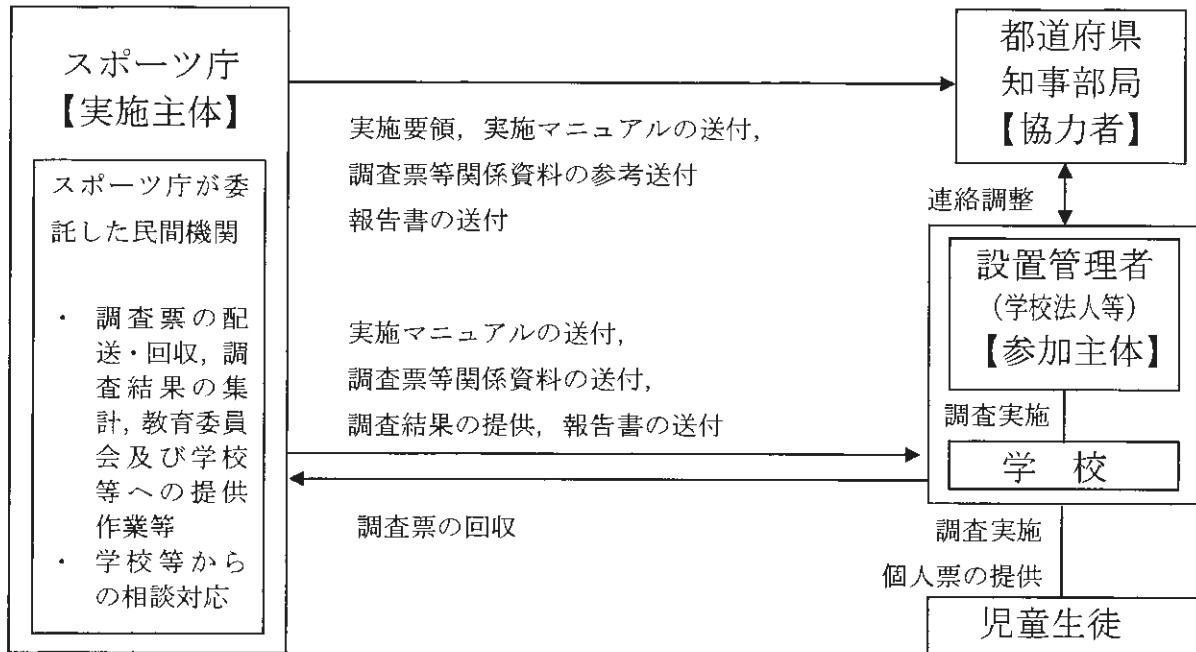 スポーツ庁
【実施主体】
スポーツ庁が委
託した民間機関
・ 調査票の配
送・回収，調
査結果の集
計，教育委員
会及び学校
等への提供
作業等
・ 学校等から
の相談対応
実施要領，実施マニュアルの送付，
調査票等関係資料の参考送付
報告書の送付
実施マニュアルの送付，
調査票等関係資料の送付，
調査結果の提供，報告書の送付
調査票の回収
都道府県
知事部局
【協力者】
連絡調整
設置管理者
（学校法人等）
【参加主体】
調査実施
学　校
調査実施
個人票の提供
児童生徒